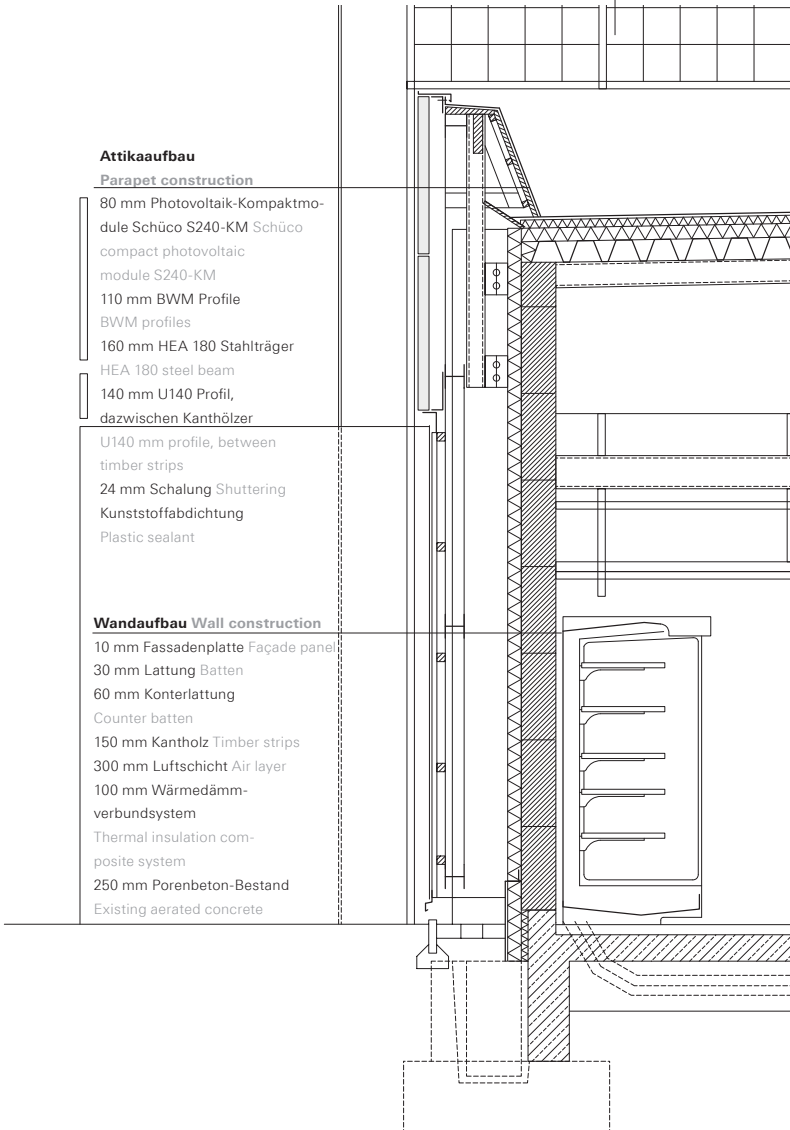 Attikaaufbau
Parapet construction
80 mm Photovoltaik-Kompaktmo-
dule Schüco S240-KM Schüco
compact photovoltaic
module S240-KM
110 mm BWM Profile
BWM profiles
160 mm HEA 180 Stahlträger
HEA 180 steel beam
140 mm U140 Profil,
dazwischen Kanthölzer
U140 mm profile, between
timber strips
24 mm Schalung Shuttering
Kunststoffabdichtung
Plastic sealant
Wandaufbau Wall construction
10 mm Fassadenplatte Façade panel
30 mm Lattung Batten
60 mm Konterlattung
Counter batten
150 mm Kantholz Timber strips
300 mm Luftschicht Air layer
100 mm Wärmedämm-
verbundsystem
Thermal insulation com-
posite system
250 mm Porenbeton-Bestand
Existing aerated concrete